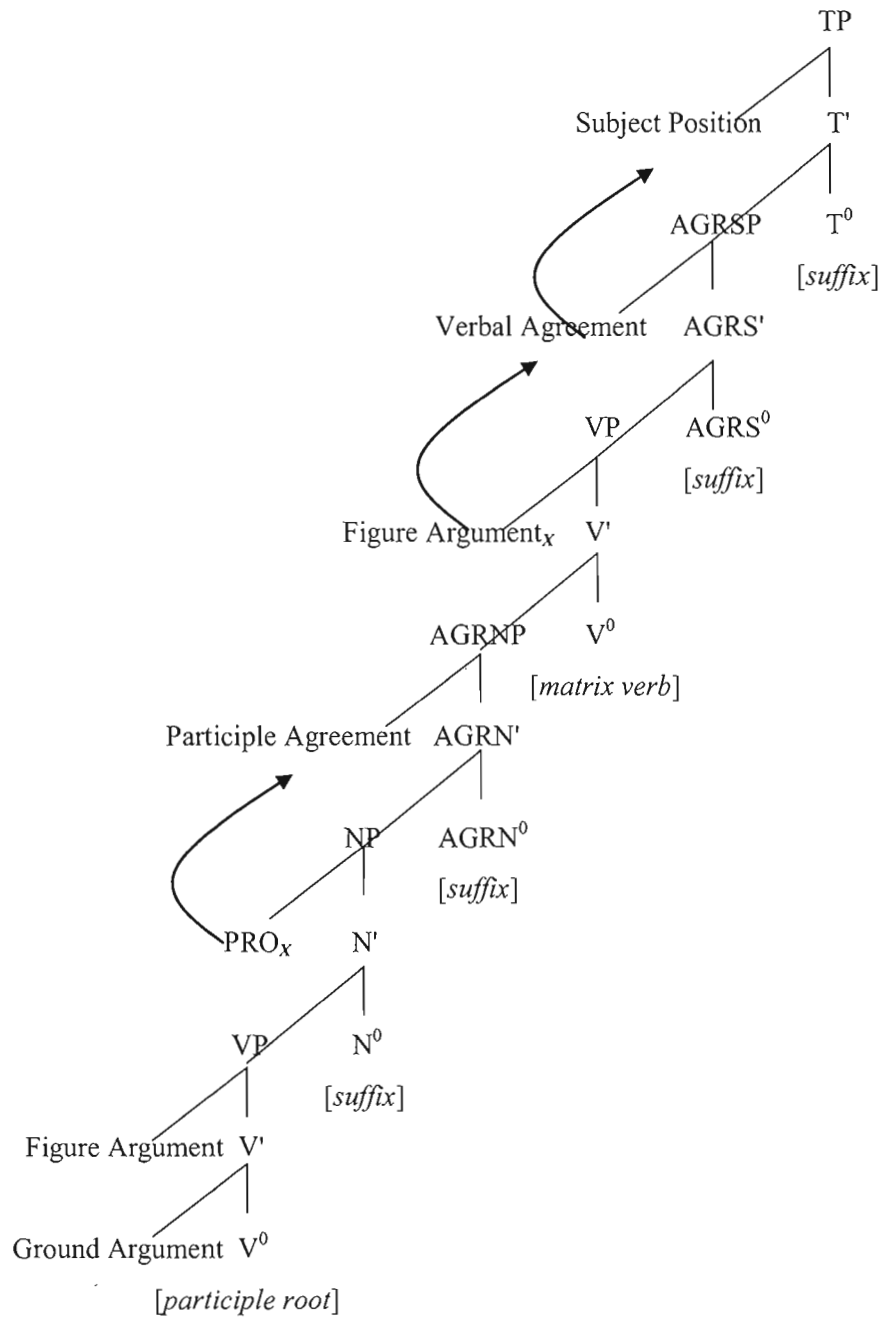 TP
Subject Position T'
AGRSP T⁰
[suffix]
Verbal Agreement AGRS'
VP AGRS⁰
[suffix]
Figure Argumentₓ V'
AGRNP V⁰
[matrix verb]
Participle Agreement AGRN'
NP AGRN⁰
[suffix]
PROₓ N'
VP N⁰
[suffix]
Figure Argument V'
Ground Argument V⁰
[participle root]